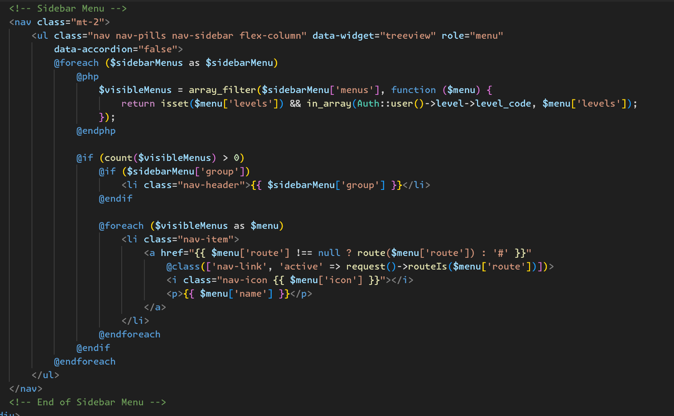 <!-- Sidebar Menu -->
<nav class="mt-2">
<ul class="nav nav-pills nav-sidebar flex-column" data-widget="treeview" role="menu"
data-accordion="false">
@foreach ($sidebarMenus as $sidebarMenu)
@php
$visibleMenus = array_filter($sidebarMenu['menus'], function ($menu) {
return isset($menu['levels']) && in_array(Auth::user()->level->level_code, $menu['levels']);
});
@endphp
@if (count($visibleMenus) > 0)
@if ($sidebarMenu['group'])
<li class="nav-header">{{ $sidebarMenu['group'] }}</li>
@endif
@foreach ($visibleMenus as $menu)
<li class="nav-item">
<a href="{{ $menu['route'] !== null ? route($menu['route']) : '#' }}"
@class(['nav-link', 'active' => request()->routeIs($menu['route'])])>
<i class="nav-icon {{ $menu['icon'] }}"></i>
<p>{{ $menu['name'] }}</p>
</a>
</li>
@endforeach
@endif
@endforeach
</ul>
</nav>
<!-- End of Sidebar Menu -->